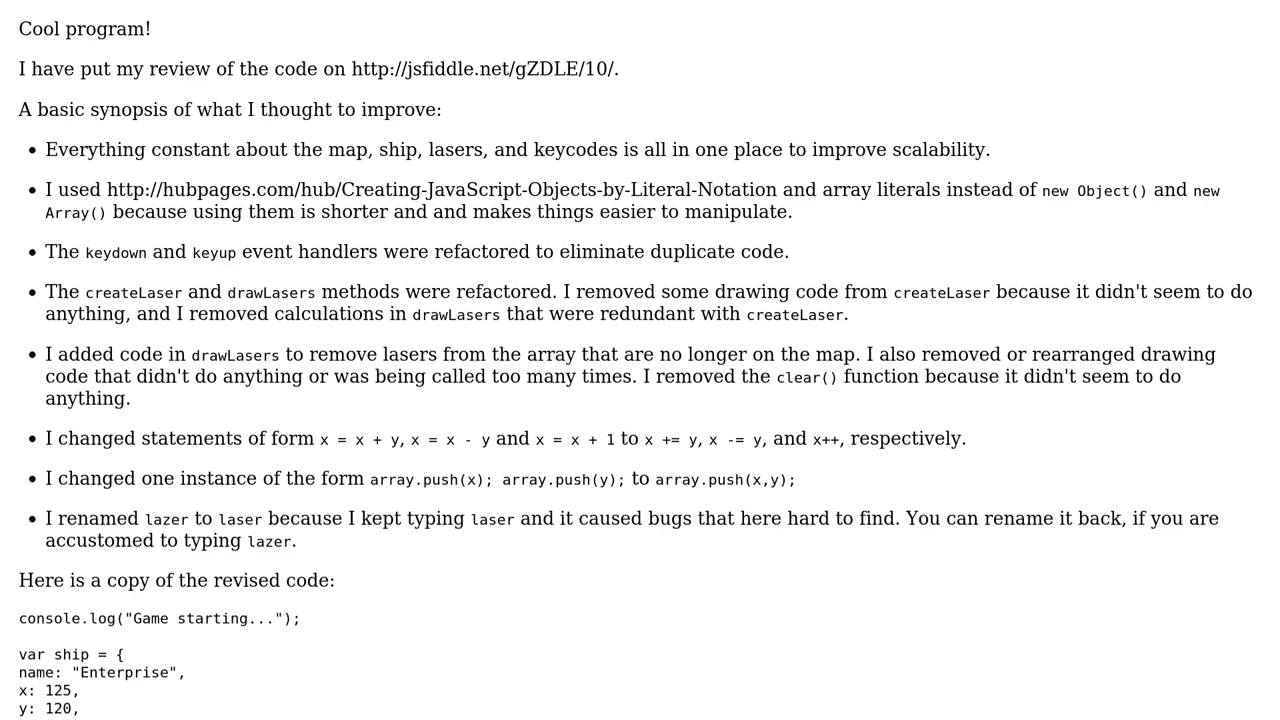 Cool program!
I have put my review of the code on http://jsfiddle.net/gZDLE/10/.
A basic synopsis of what I thought to improve:
• Everything constant about the map, ship, lasers, and keycodes is all in one place to improve scalability.
• I used http://hubpages.com/hub/Creating-JavaScript-Objects-by-Literal-Notation and array literals instead of new Object() and new
Array() because using them is shorter and and makes things easier to manipulate.
• The keydown and keyup event handlers were refactored to eliminate duplicate code.
• The createLaser and drawLasers methods were refactored. I removed some drawing code from createLaser because it didn't seem to do
anything, and I removed calculations in drawLasers that were redundant with createLaser.
• I added code in drawLasers to remove lasers from the array that are no longer on the map. I also removed or rearranged drawing
code that didn't do anything or was being called too many times. I removed the clear() function because it didn't seem to do
anything.
• I changed statements of form x = x + y, x = x - y and x = x + 1 to x += y, x -= y, and x++, respectively.
• I changed one instance of the form array.push(x); array.push(y); to array.push(x,y);
• I renamed lazer to laser because I kept typing laser and it caused bugs that here hard to find. You can rename it back, if you are
accustomed to typing lazer.
Here is a copy of the revised code:
console.log("Game starting...");
var ship = {
name: "Enterprise",
x: 125,
y: 120,